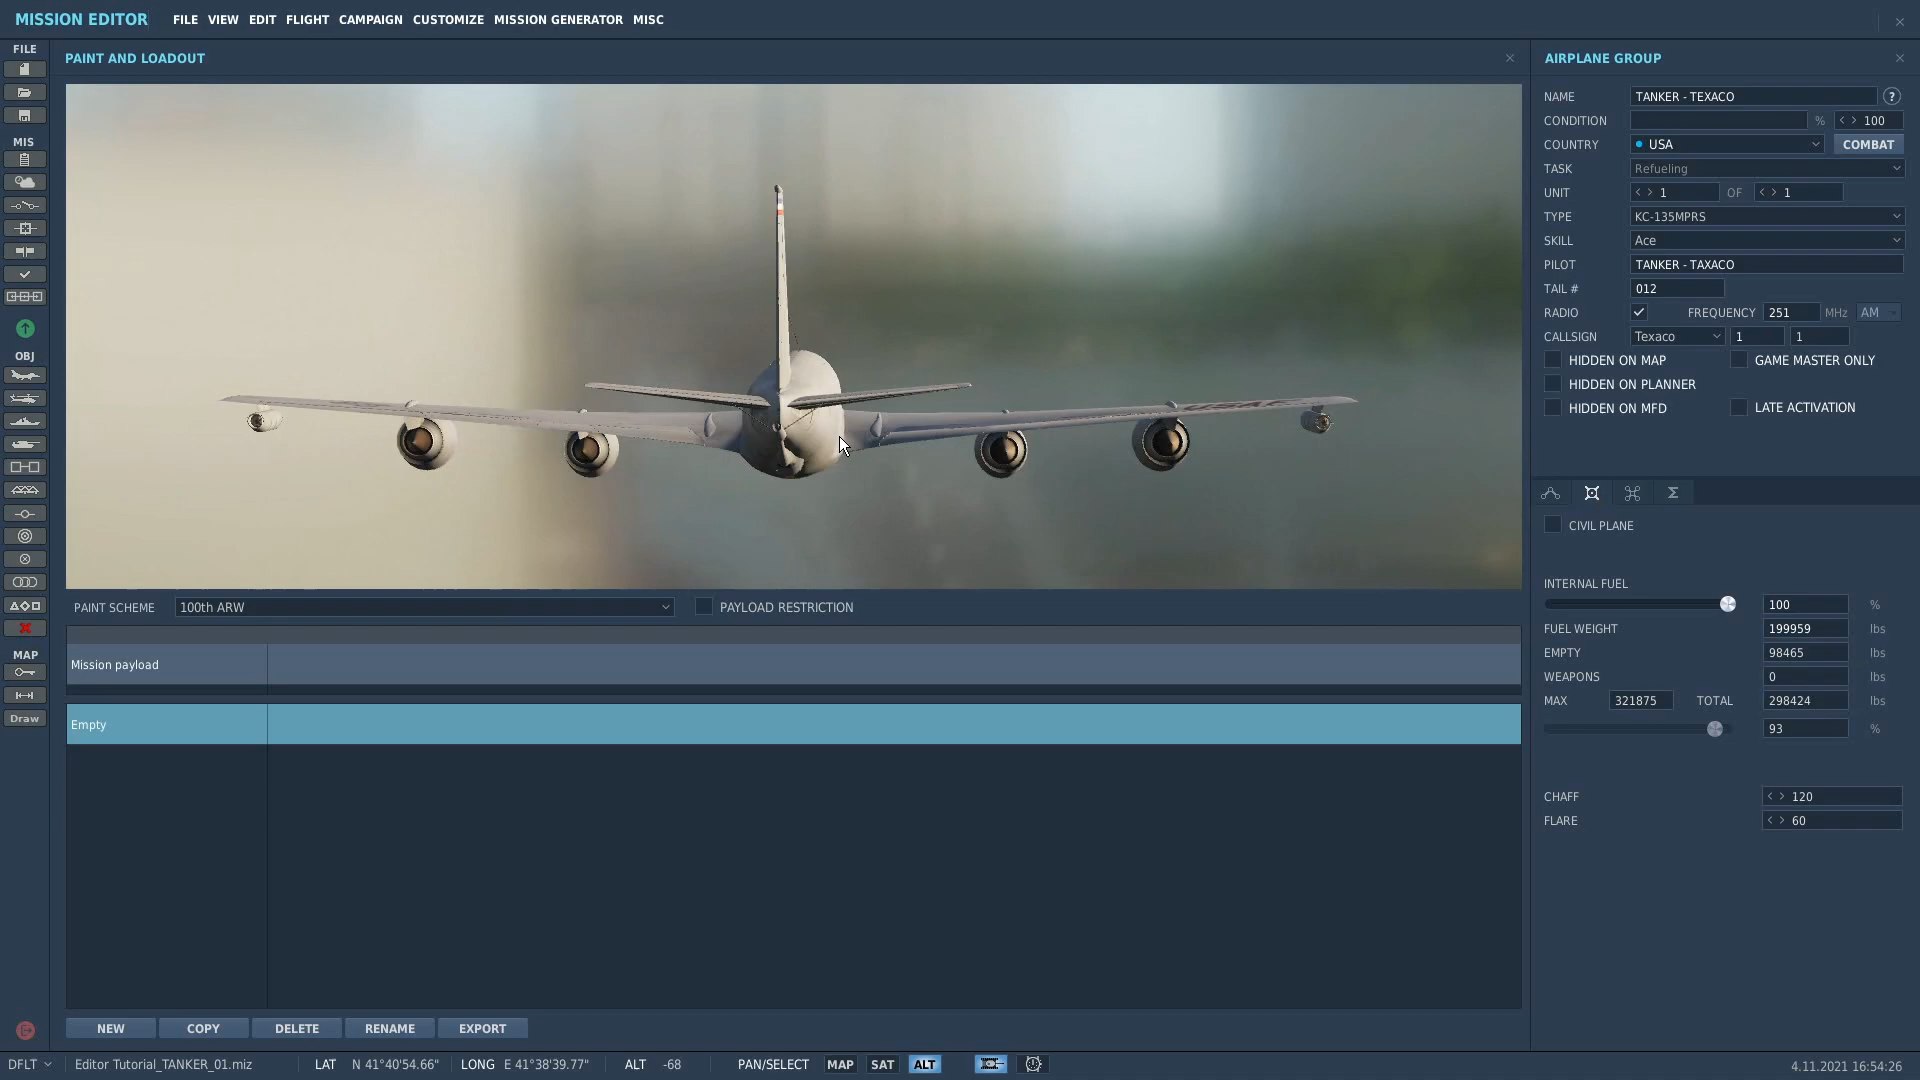 MISSION EDITOR FILE VIEW EDIT FLIGHT CAMPAIGN CUSTOMIZE MISSION GENERATOR MISC
FILE
MIS
OBJ
MAP
Draw
PAINT AND LOADOUT
PAINT SCHEME 100th ARW PAYLOAD RESTRICTION
Mission payload
Empty
NEW COPY DELETE RENAME EXPORT
AIRPLANE GROUP
NAME TANKER - TEXACO ?
CONDITION % 100
COUNTRY USA COMBAT
TASK Refueling
UNIT 1 OF 1
TYPE KC-135MPRS
SKILL Ace
PILOT TANKER - TAXACO
TAIL # 012
RADIO FREQUENCY 251 MHz AM
CALLSIGN Texaco 1 1
HIDDEN ON MAP GAME MASTER ONLY
HIDDEN ON PLANNER
HIDDEN ON MFD LATE ACTIVATION
CIVIL PLANE
INTERNAL FUEL
100 %
FUEL WEIGHT 199959 lbs
EMPTY 98465 lbs
WEAPONS 0 lbs
MAX 321875 TOTAL 298424 lbs
93 %
CHAFF 120
FLARE 60
DFLT Editor Tutorial_TANKER_01.miz LAT N 41°40'54.66" LONG E 41°38'39.77" ALT -68 PAN/SELECT MAP SAT ALT 4.11.2021 16:54:26